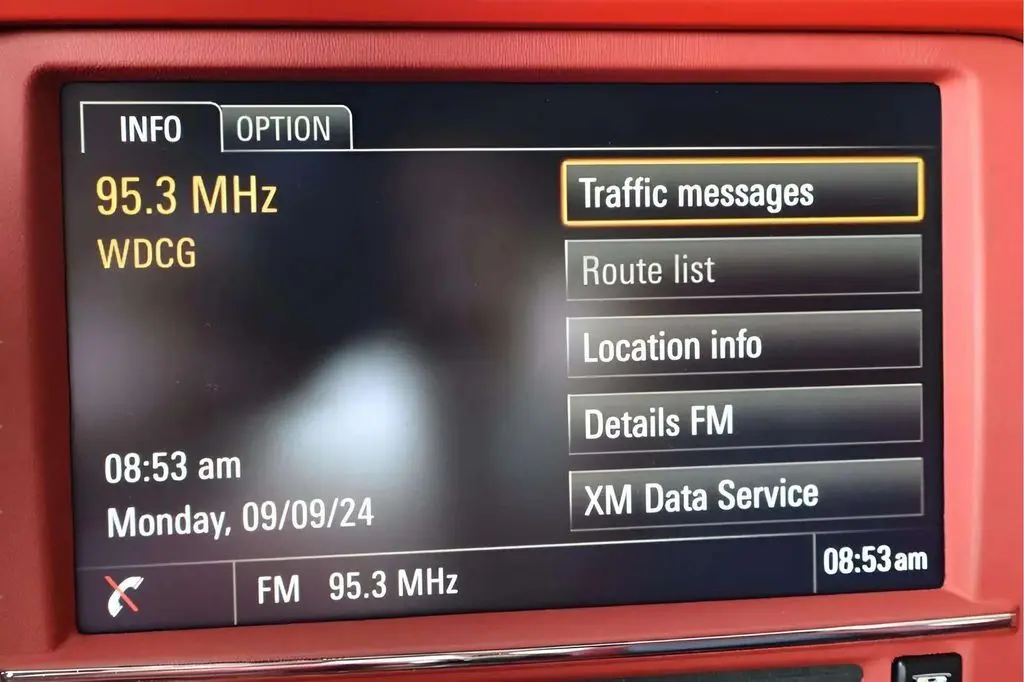 INFO
OPTION
95.3 MHz
WDCG
Traffic messages
Route list
Location info
Details FM
XM Data Service
08:53 am
Monday, 09/09/24
FM 95.3 MHz
08:53am